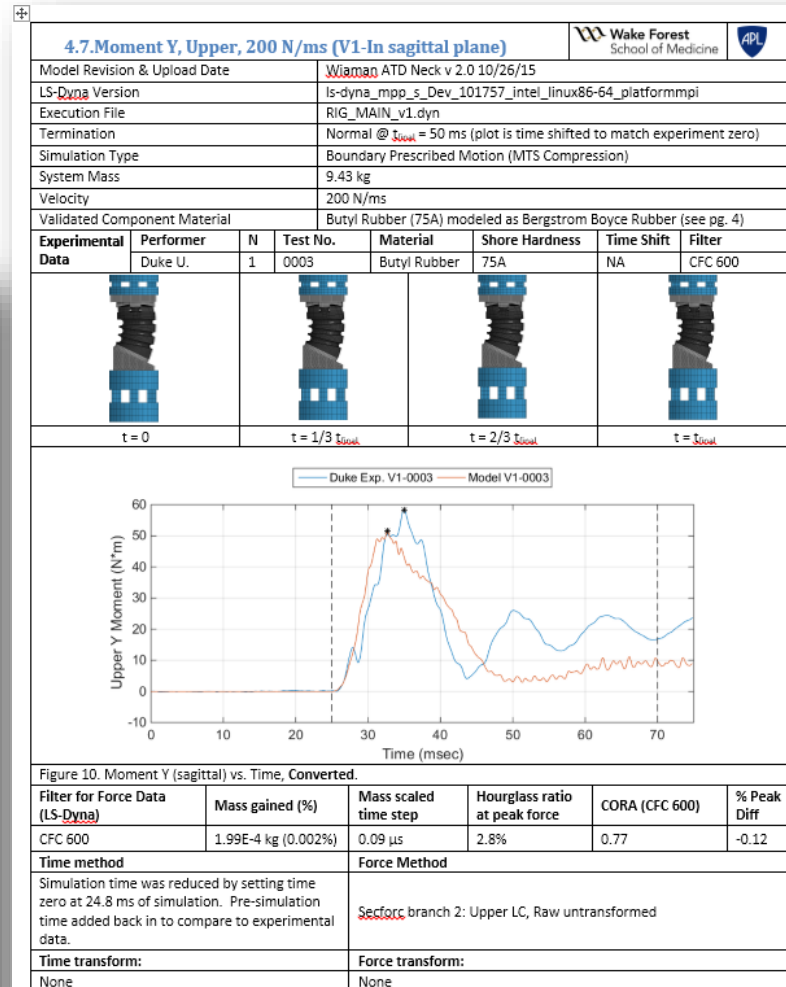 4.7.Moment Y, Upper, 200 N/ms (V1-In sagittal plane)
Wake Forest
School of Medicine
APL
Model Revision & Upload Date
Wiaman ATD Neck v 2.0 10/26/15
LS-Dyna Version
ls-dyna_mpp_s_Dev_101757_intel_linux86-64_platformmpi
Execution File
RIG_MAIN_v1.dyn
Termination
Normal @ tfinal = 50 ms (plot is time shifted to match experiment zero)
Simulation Type
Boundary Prescribed Motion (MTS Compression)
System Mass
9.43 kg
Velocity
200 N/ms
Validated Component Material
Butyl Rubber (75A) modeled as Bergstrom Boyce Rubber (see pg. 4)
Experimental
Data
Performer
N
Test No.
Material
Shore Hardness
Time Shift
Filter
Duke U.
1
0003
Butyl Rubber
75A
NA
CFC 600
t = 0
t = 1/3 tfinal
t = 2/3 tfinal
t = tfinal
Duke Exp. V1-0003
Model V1-0003
Upper Y Moment (N*m)
60
50
40
30
20
10
0
-10
0
10
20
30
40
50
60
70
Time (msec)
Figure 10. Moment Y (sagittal) vs. Time, Converted.
Filter for Force Data
(LS-Dyna)
Mass gained (%)
Mass scaled
time step
Hourglass ratio
at peak force
CORA (CFC 600)
% Peak
Diff
CFC 600
1.99E-4 kg (0.002%)
0.09 µs
2.8%
0.77
-0.12
Time method
Force Method
Simulation time was reduced by setting time
zero at 24.8 ms of simulation. Pre-simulation
time added back in to compare to experimental
data.
Secforc branch 2: Upper LC, Raw untransformed
Time transform:
Force transform:
None
None